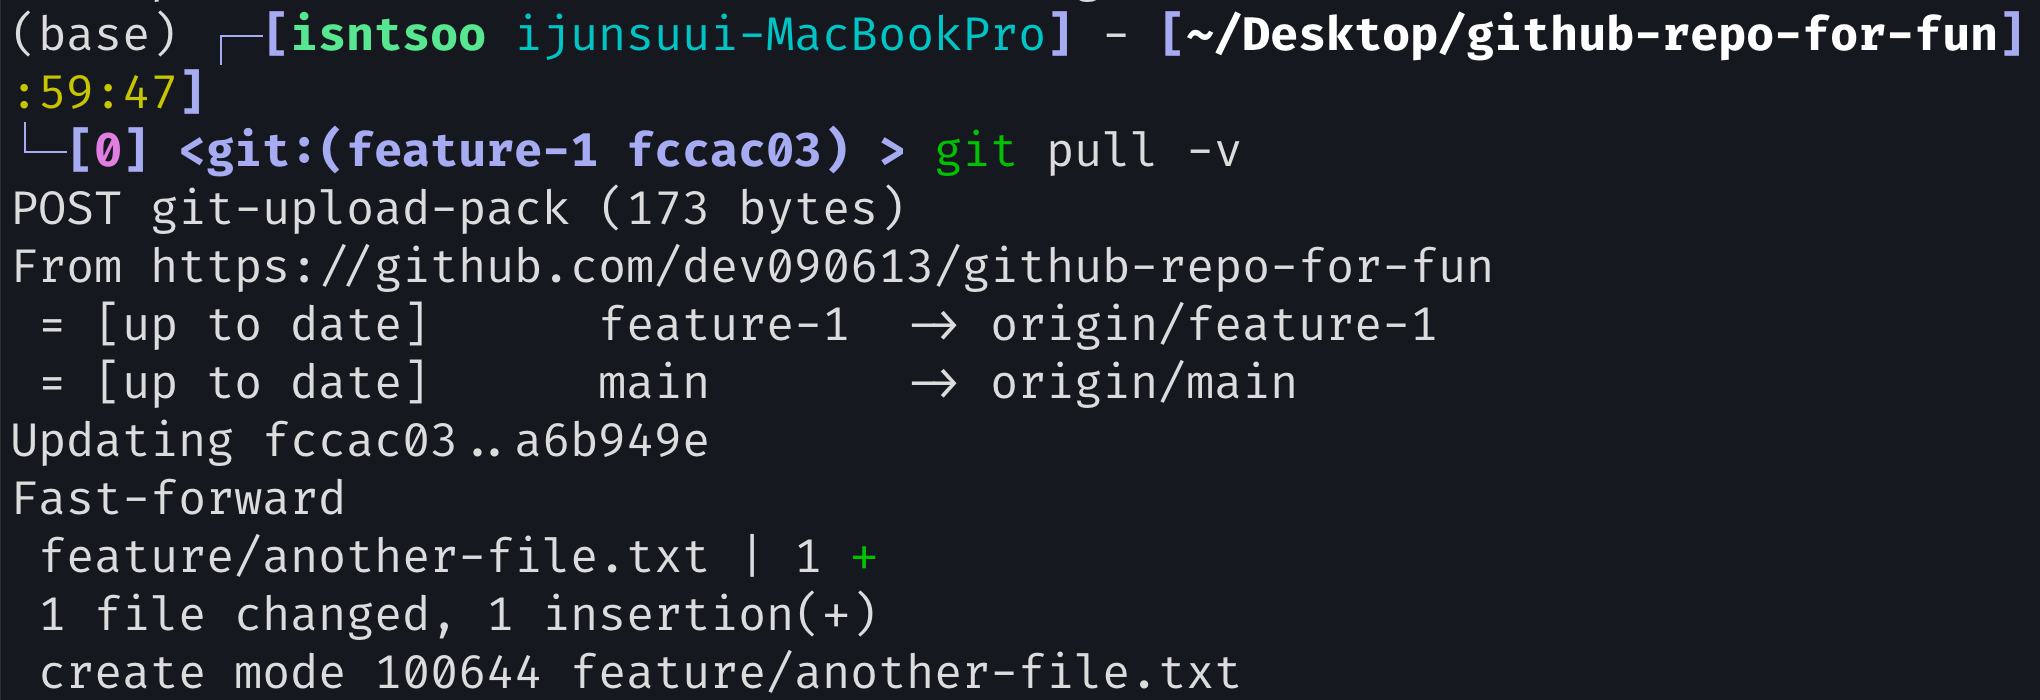 (base) ┌─[isntsoo ijunsuui-MacBookPro] - [~/Desktop/github-repo-for-fun]
:59:47]
└─[0] <git:(feature-1 fccac03) > git pull -v
POST git-upload-pack (173 bytes)
From https://github.com/dev090613/github-repo-for-fun
 = [up to date]      feature-1  -> origin/feature-1
 = [up to date]      main       -> origin/main
Updating fccac03..a6b949e
Fast-forward
 feature/another-file.txt | 1 +
 1 file changed, 1 insertion(+)
 create mode 100644 feature/another-file.txt